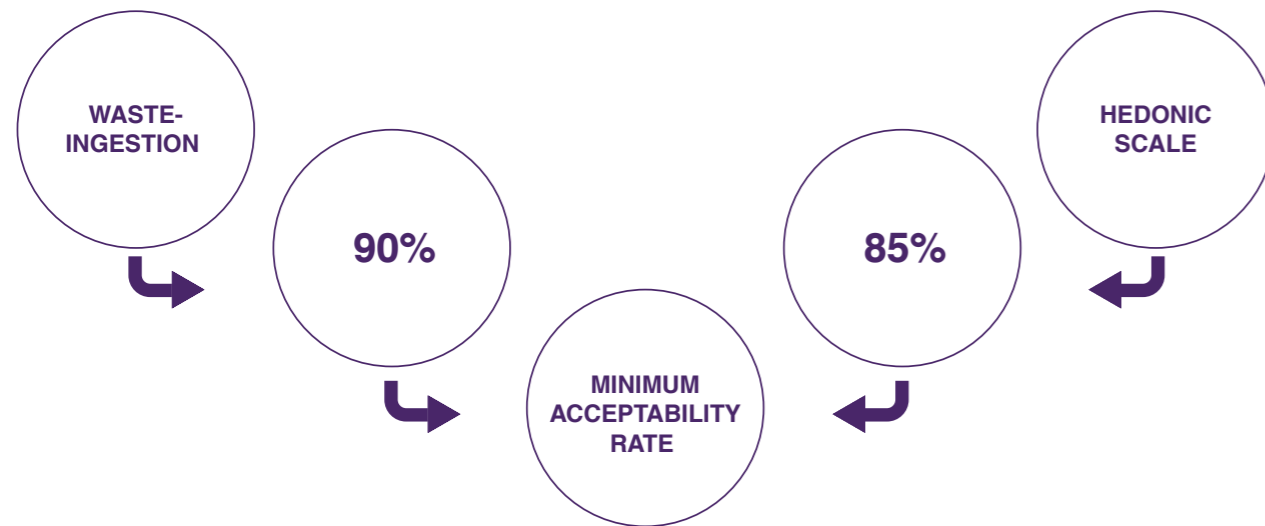 WASTE-
INGESTION
90%
MINIMUM
ACCEPTABILITY
RATE
85%
HEDONIC
SCALE